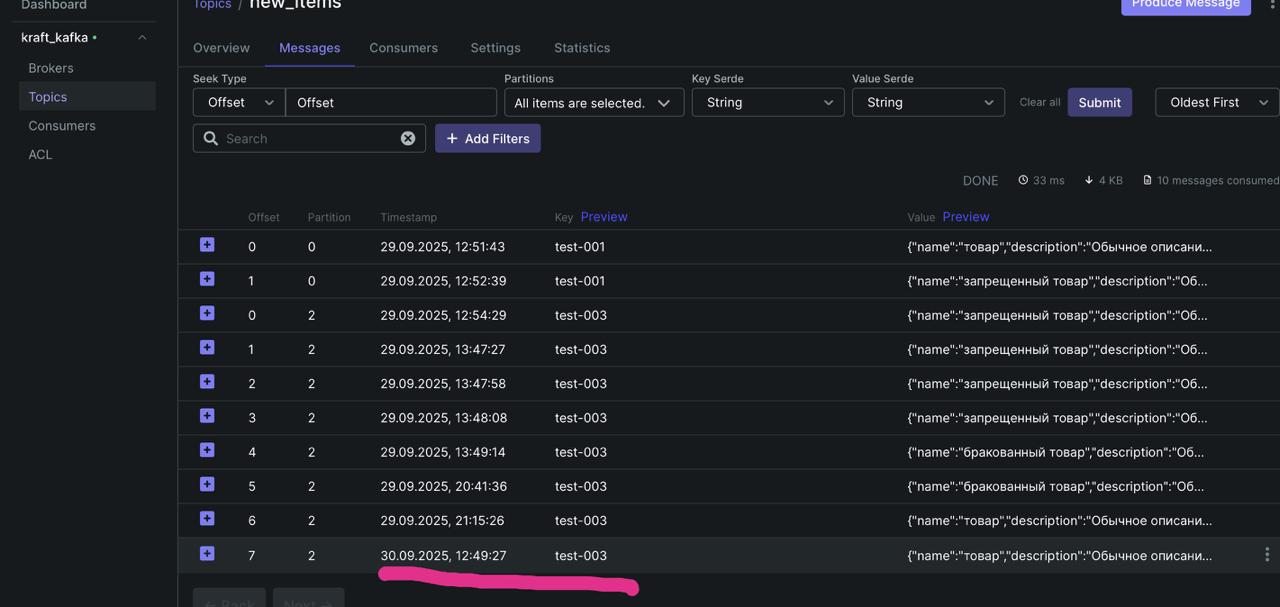 Dashboard
Topics / new_items
Produce Message
kraft_kafka
Brokers
Topics
Consumers
ACL
Overview Messages Consumers Settings Statistics
Seek Type Partitions Key Serde Value Serde
Offset Offset All items are selected. String String Clear all Submit Oldest First
Search + Add Filters
DONE 33 ms 4 KB 10 messages consumed
Offset Partition Timestamp Key Preview Value Preview
0 0 29.09.2025, 12:51:43 test-001 {"name":"товар","description":"Обычное описани...
1 0 29.09.2025, 12:52:39 test-001 {"name":"запрещенный товар","description":"Об...
0 2 29.09.2025, 12:54:29 test-003 {"name":"запрещенный товар","description":"Об...
1 2 29.09.2025, 13:47:27 test-003 {"name":"запрещенный товар","description":"Об...
2 2 29.09.2025, 13:47:58 test-003 {"name":"запрещенный товар","description":"Об...
3 2 29.09.2025, 13:48:08 test-003 {"name":"запрещенный товар","description":"Об...
4 2 29.09.2025, 13:49:14 test-003 {"name":"бракованный товар","description":"Об...
5 2 29.09.2025, 20:41:36 test-003 {"name":"бракованный товар","description":"Об...
6 2 29.09.2025, 21:15:26 test-003 {"name":"товар","description":"Обычное описани...
7 2 30.09.2025, 12:49:27 test-003 {"name":"товар","description":"Обычное описани...
← Back Next →